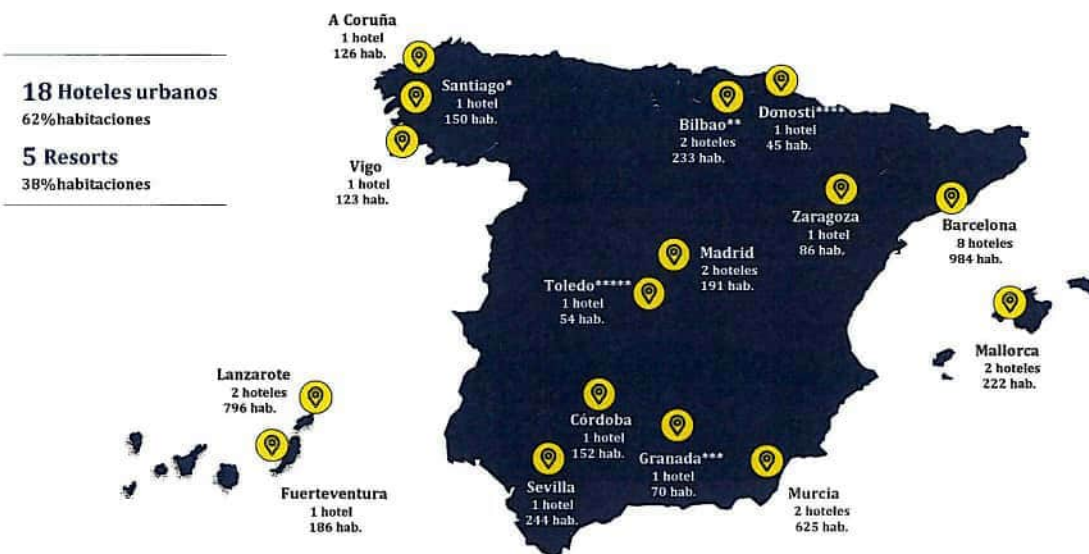 18 Hoteles urbanos
62%habitaciones
5 Resorts
38%habitaciones
A Coruña
1 hotel
126 hab.
Santiago*
1 hotel
150 hab.
Vigo
1 hotel
123 hab.
Bilbao**
2 hoteles
233 hab.
Donosti****
1 hotel
45 hab.
Zaragoza
1 hotel
86 hab.
Barcelona
8 hoteles
984 hab.
Madrid
2 hoteles
191 hab.
Toledo*****
1 hotel
54 hab.
Mallorca
2 hoteles
222 hab.
Lanzarote
2 hoteles
796 hab.
Fuerteventura
1 hotel
186 hab.
Córdoba
1 hotel
152 hab.
Sevilla
1 hotel
244 hab.
Granada***
1 hotel
70 hab.
Murcia
2 hoteles
625 hab.